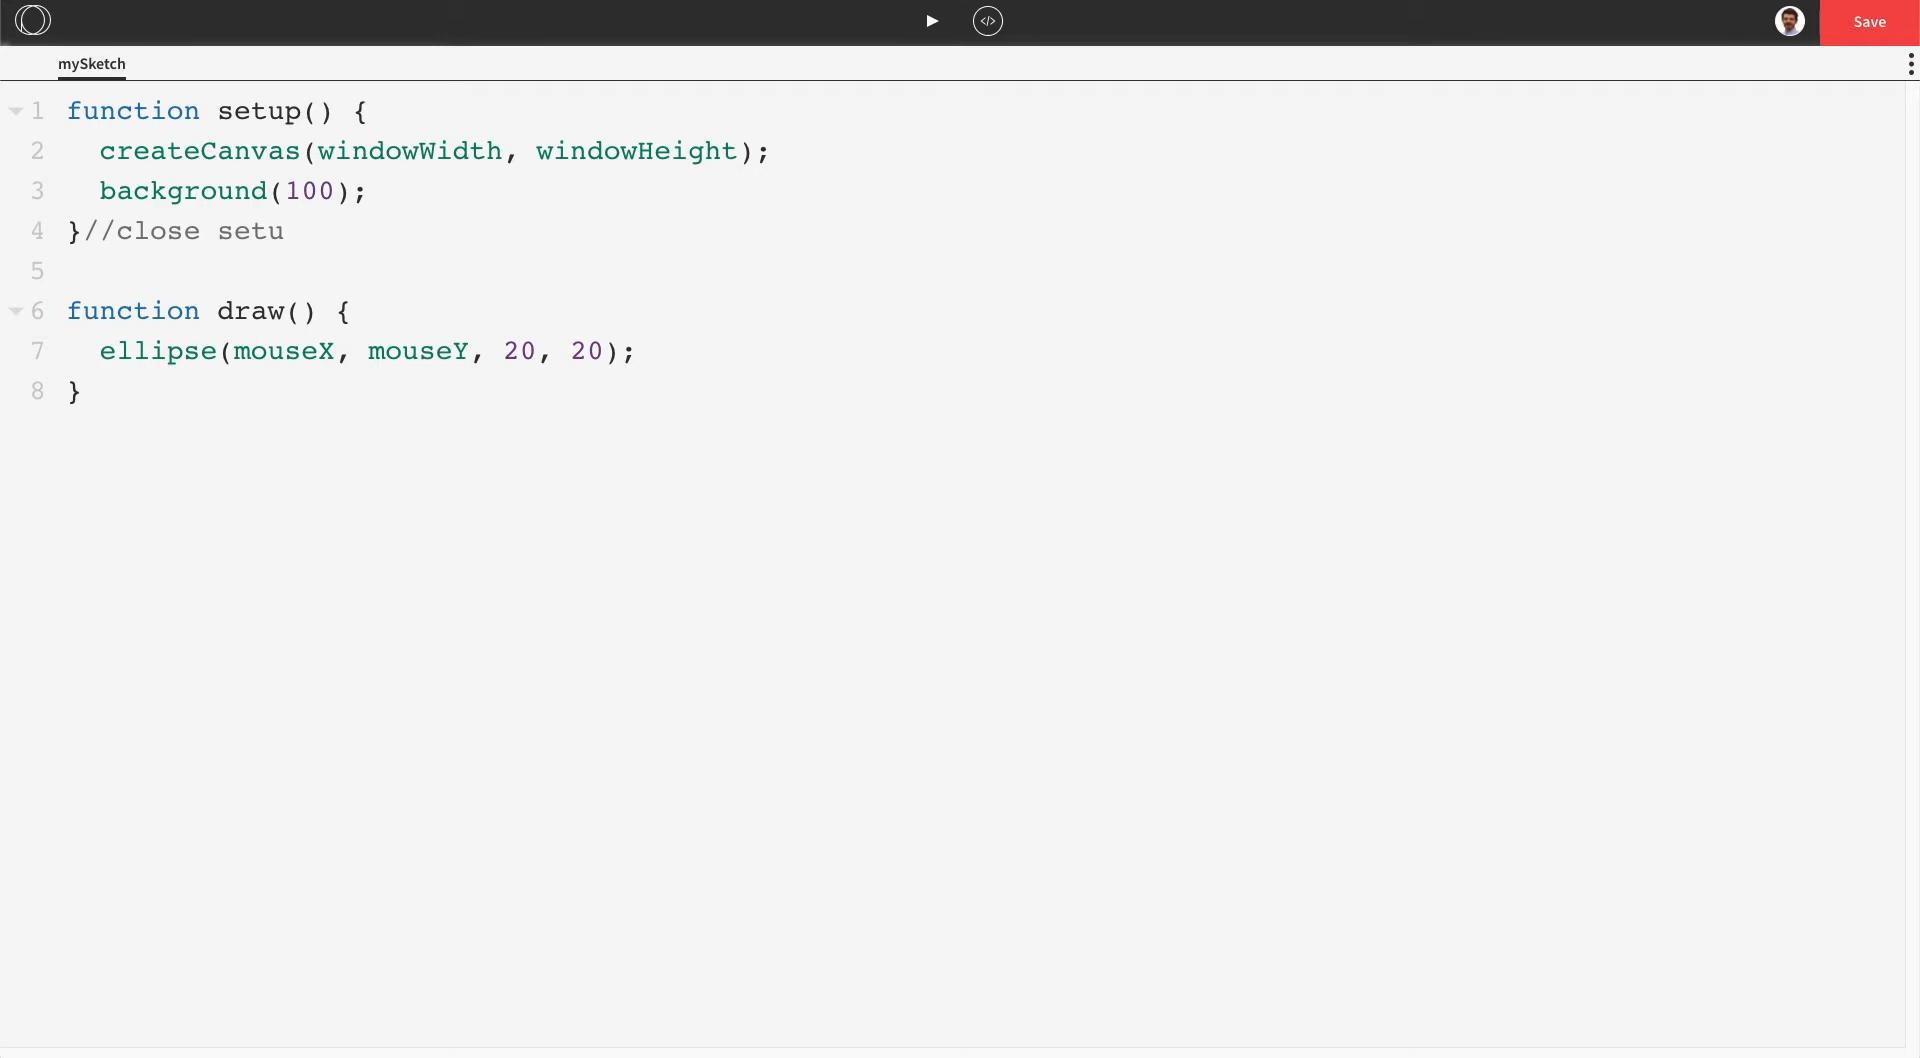 </>
Save
mySketch
1 function setup() {
2 createCanvas(windowWidth, windowHeight);
3 background(100);
4 }//close setu
5
6 function draw() {
7 ellipse(mouseX, mouseY, 20, 20);
8 }